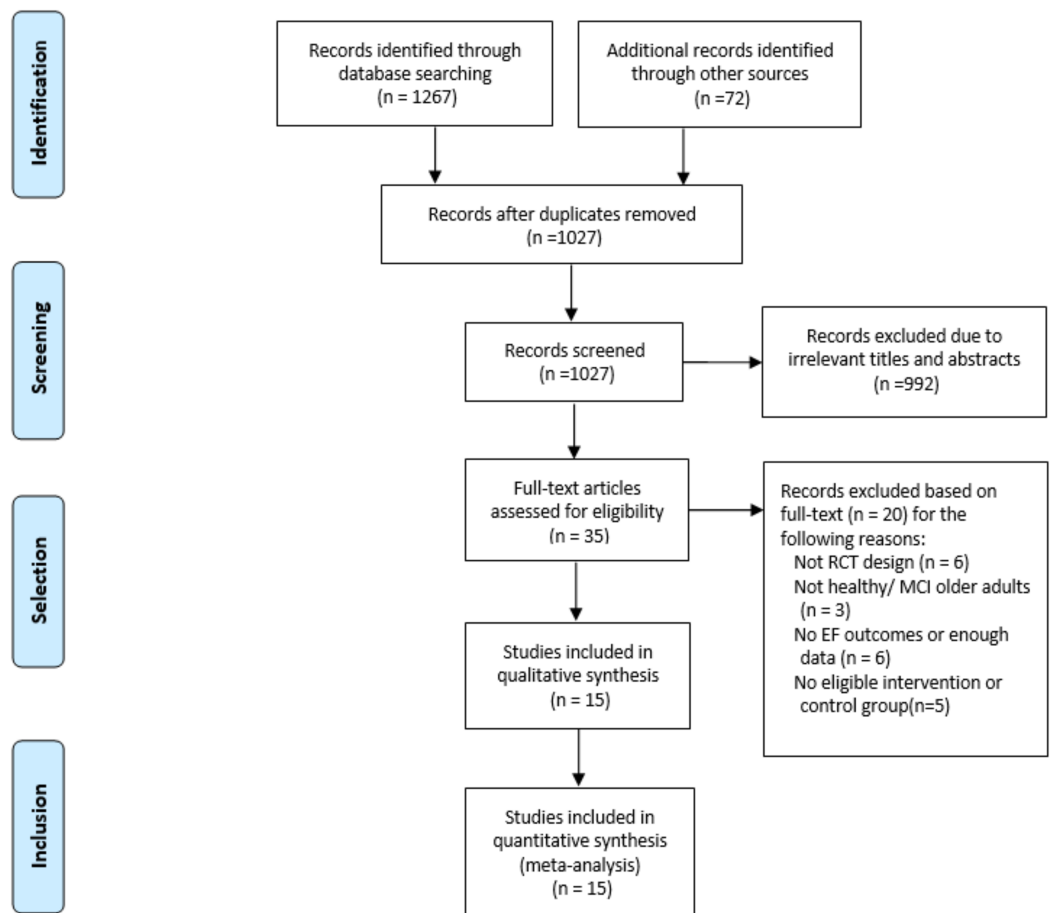 Identification
Records identified through
database searching
(n = 1267)
Additional records identified
through other sources
(n =72)
Records after duplicates removed
(n =1027)
Screening
Records screened
(n =1027)
Records excluded due to
irrelevant titles and abstracts
(n =992)
Selection
Full-text articles
assessed for eligibility
(n = 35)
Records excluded based on
full-text (n = 20) for the
following reasons:
Not RCT design (n = 6)
Not healthy/ MCI older adults
(n = 3)
No EF outcomes or enough
data (n = 6)
No eligible intervention or
control group(n=5)
Studies included in
qualitative synthesis
(n = 15)
Inclusion
Studies included in
quantitative synthesis
(meta-analysis)
(n = 15)